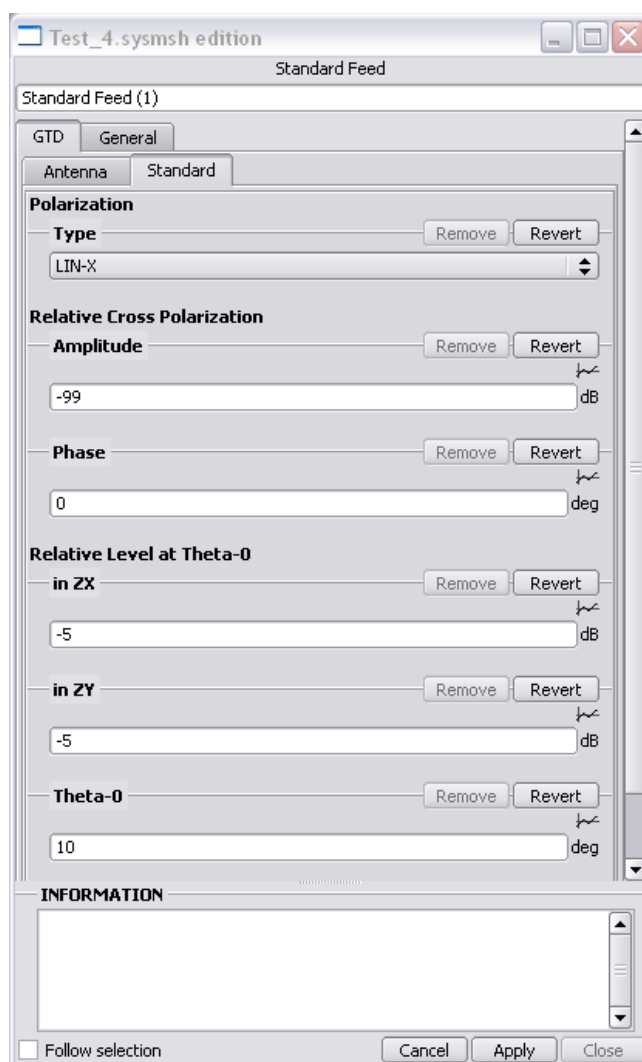 Test_4.sysmsh edition
Standard Feed
Standard Feed (1)
GTD General
Antenna Standard
Polarization
Type Remove Revert
LIN-X
Relative Cross Polarization
Amplitude Remove Revert
-99 dB
Phase Remove Revert
0 deg
Relative Level at Theta-0
in ZX Remove Revert
-5 dB
in ZY Remove Revert
-5 dB
Theta-0 Remove Revert
10 deg
INFORMATION
Follow selection Cancel Apply Close